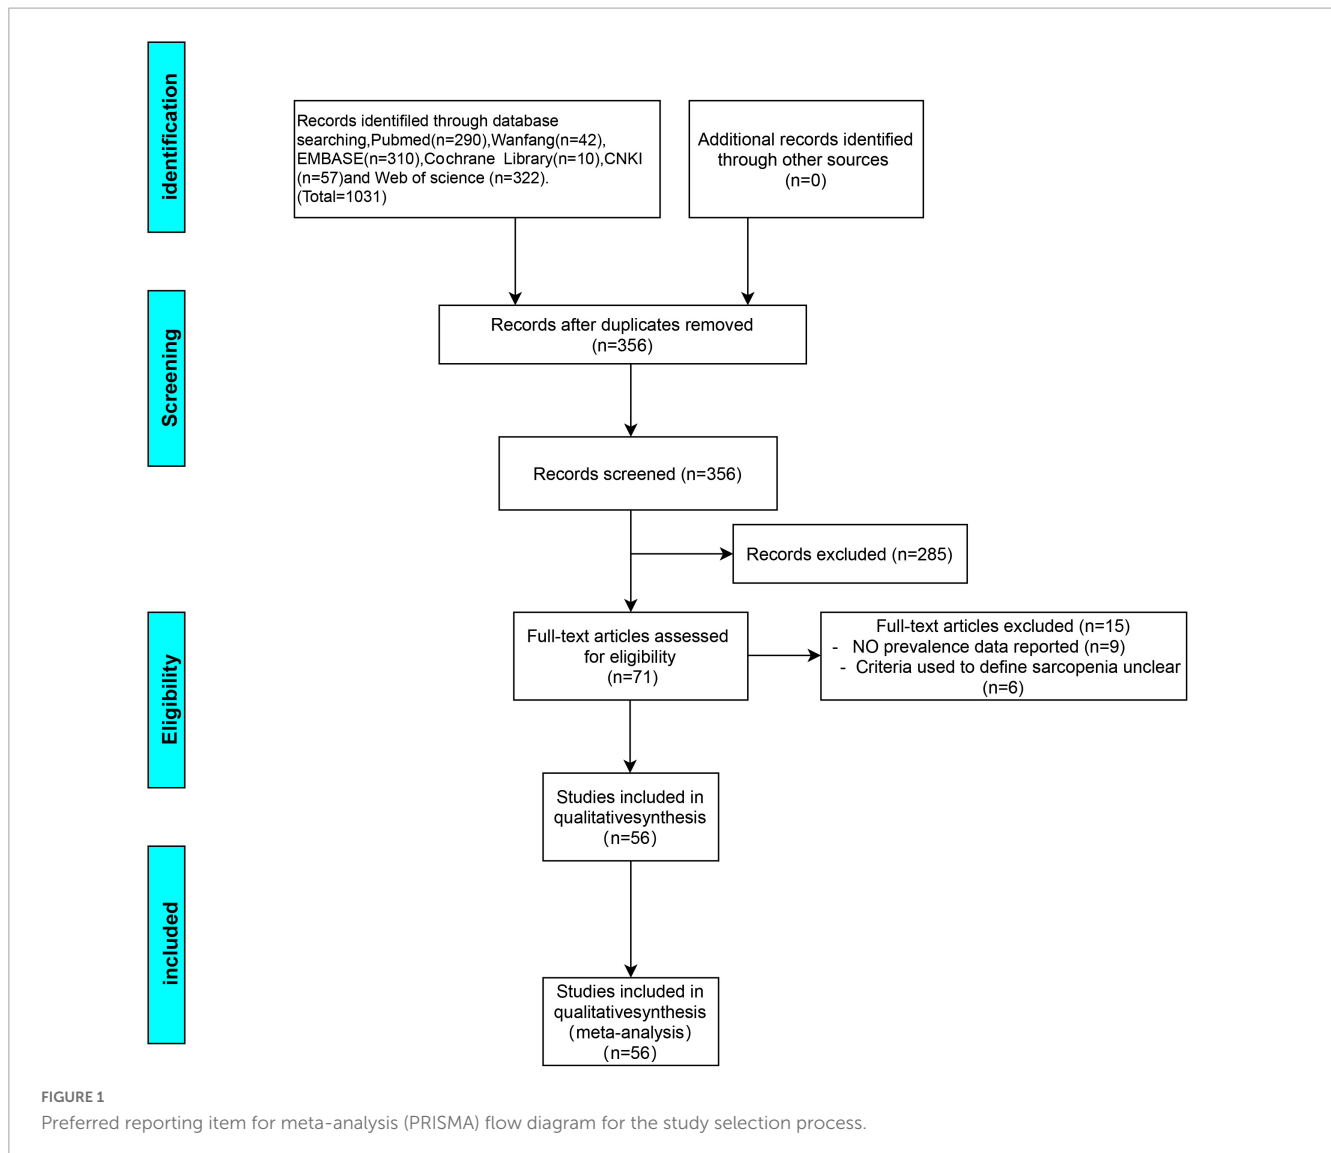 identification
Records identifiled through database
searching,Pubmed(n=290),Wanfang(n=42),
EMBASE(n=310),Cochrane Library(n=10),CNKI
(n=57)and Web of science (n=322).
(Total=1031)
Additional records identified
through other sources
(n=0)
Screening
Records after duplicates removed
(n=356)
Records screened (n=356)
Records excluded (n=285)
Eligibility
Full-text articles assessed
for eligibility
(n=71)
Full-text articles excluded (n=15)
- NO prevalence data reported (n=9)
- Criteria used to define sarcopenia unclear
(n=6)
Studies included in
qualitativesynthesis
(n=56)
included
Studies included in
qualitativesynthesis
(meta-analysis)
(n=56)
FIGURE 1
Preferred reporting item for meta-analysis (PRISMA) flow diagram for the study selection process.